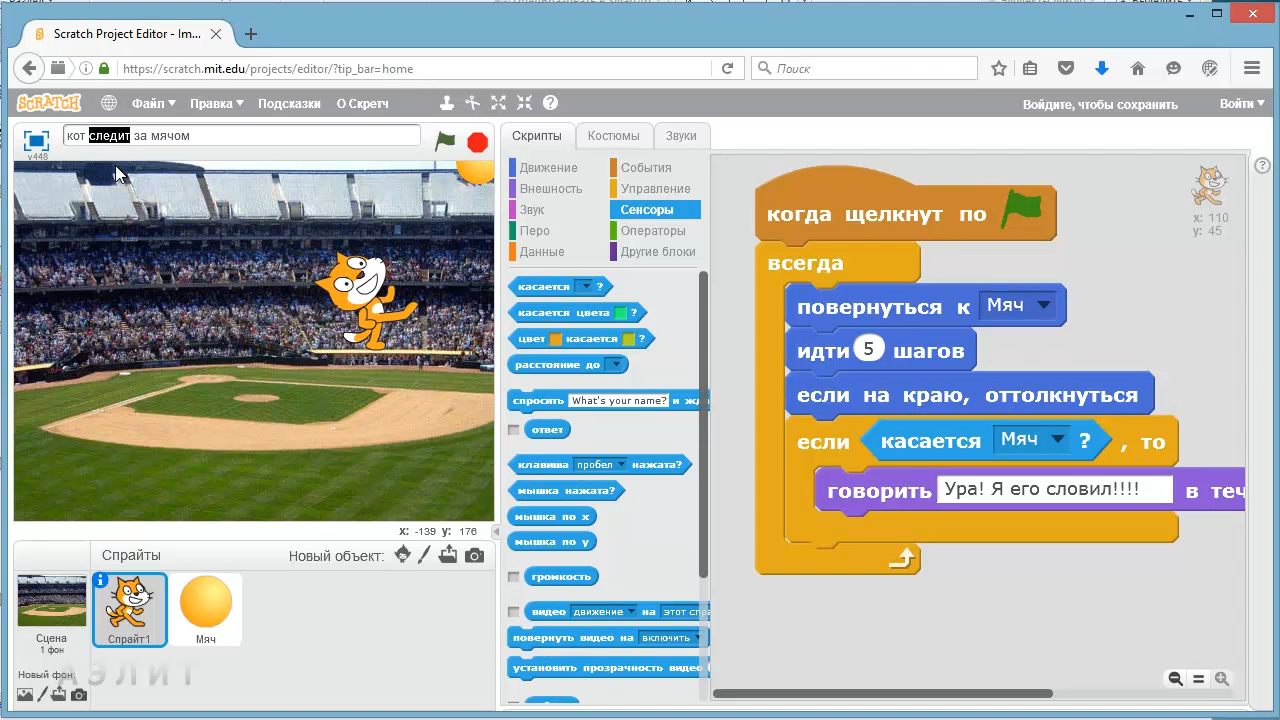 Scratch Project Editor - Im...
https://scratch.mit.edu/projects/editor/?tip_bar=home
Поиск
SCRATCH
Файл
Правка
Подсказки
О Скретч
Войдите, чтобы сохранить
Войти
v448
кот следит за мячом
Скрипты
Костюмы
Звуки
Движение
События
Внешность
Управление
Звук
Сенсоры
Перо
Операторы
Данные
Другие блоки
касается ?
касается цвета ?
цвет касается ?
расстояние до
спросить What's your name? и жд
ответ
клавиша пробел нажата?
мышка нажата?
мышка по x
мышка по y
громкость
видео движение на этот спра
повернуть видео на включить
установить прозрачность видео
когда щелкнут по
всегда
повернуться к Мяч
идти 5 шагов
если на краю, оттолкнуться
если касается Мяч ? , то
говорить Ура! Я его словил!!!! в теч
x: 110
y: 45
x: -139 y: 176
Спрайты
Новый объект:
Сцена
1 фон
Спрайт1
Мяч
Новый фон:
АЭЛИТ